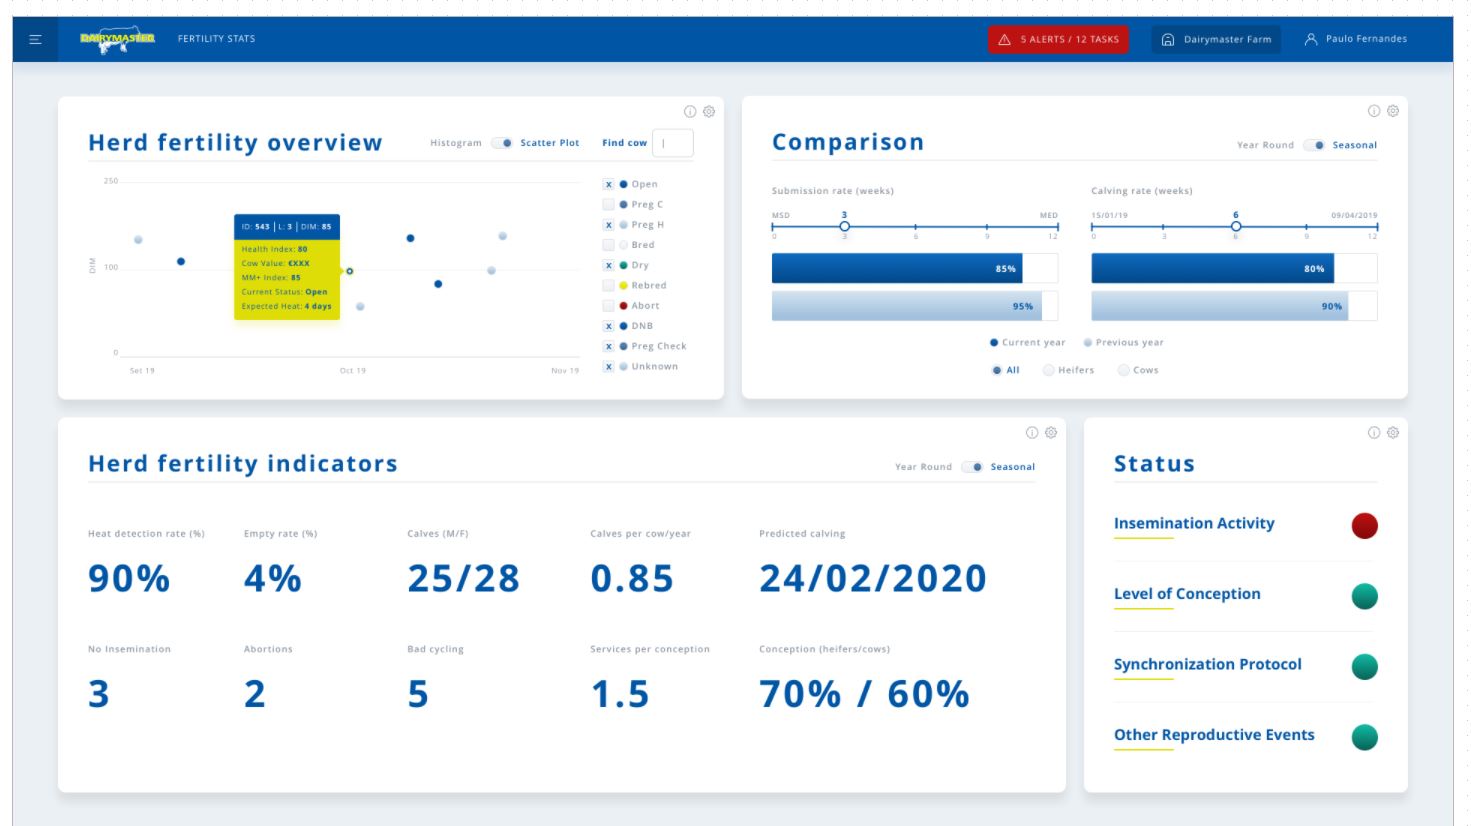 DAIRYMASTER FERTILITY STATS 5 ALERTS / 12 TASKS Dairymaster Farm Paulo Fernandes
Herd fertility overview
Histogram Scatter Plot Find cow
250
DIM
100
0
Set 19 Oct 19 Nov 19
ID: 543 | L: 3 | DIM: 85
Health Index: 80
Cow Value: €XXX
MM+ Index: 85
Current Status: Open
Expected Heat: 4 days
x Open
Preg C
x Preg H
Bred
x Dry
Rebred
Abort
x DNB
x Preg Check
x Unknown
Comparison
Year Round Seasonal
Submission rate (weeks)
MSD 3 MED
0 3 6 9 12
85%
95%
Calving rate (weeks)
15/01/19 6 09/04/2019
0 3 6 9 12
80%
90%
Current year Previous year
All Heifers Cows
Herd fertility indicators
Year Round Seasonal
Heat detection rate (%) Empty rate (%) Calves (M/F) Calves per cow/year Predicted calving
90% 4% 25/28 0.85 24/02/2020
No Insemination Abortions Bad cycling Services per conception Conception (heifers/cows)
3 2 5 1.5 70% / 60%
Status
Insemination Activity
Level of Conception
Synchronization Protocol
Other Reproductive Events